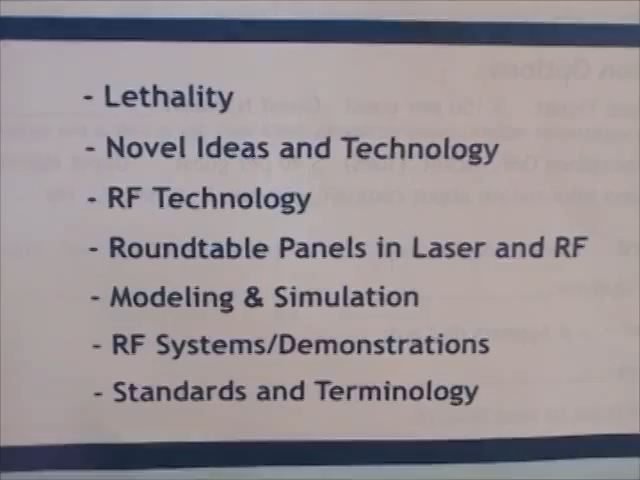 - Lethality
- Novel Ideas and Technology
- RF Technology
- Roundtable Panels in Laser and RF
- Modeling & Simulation
- RF Systems/Demonstrations
- Standards and Terminology